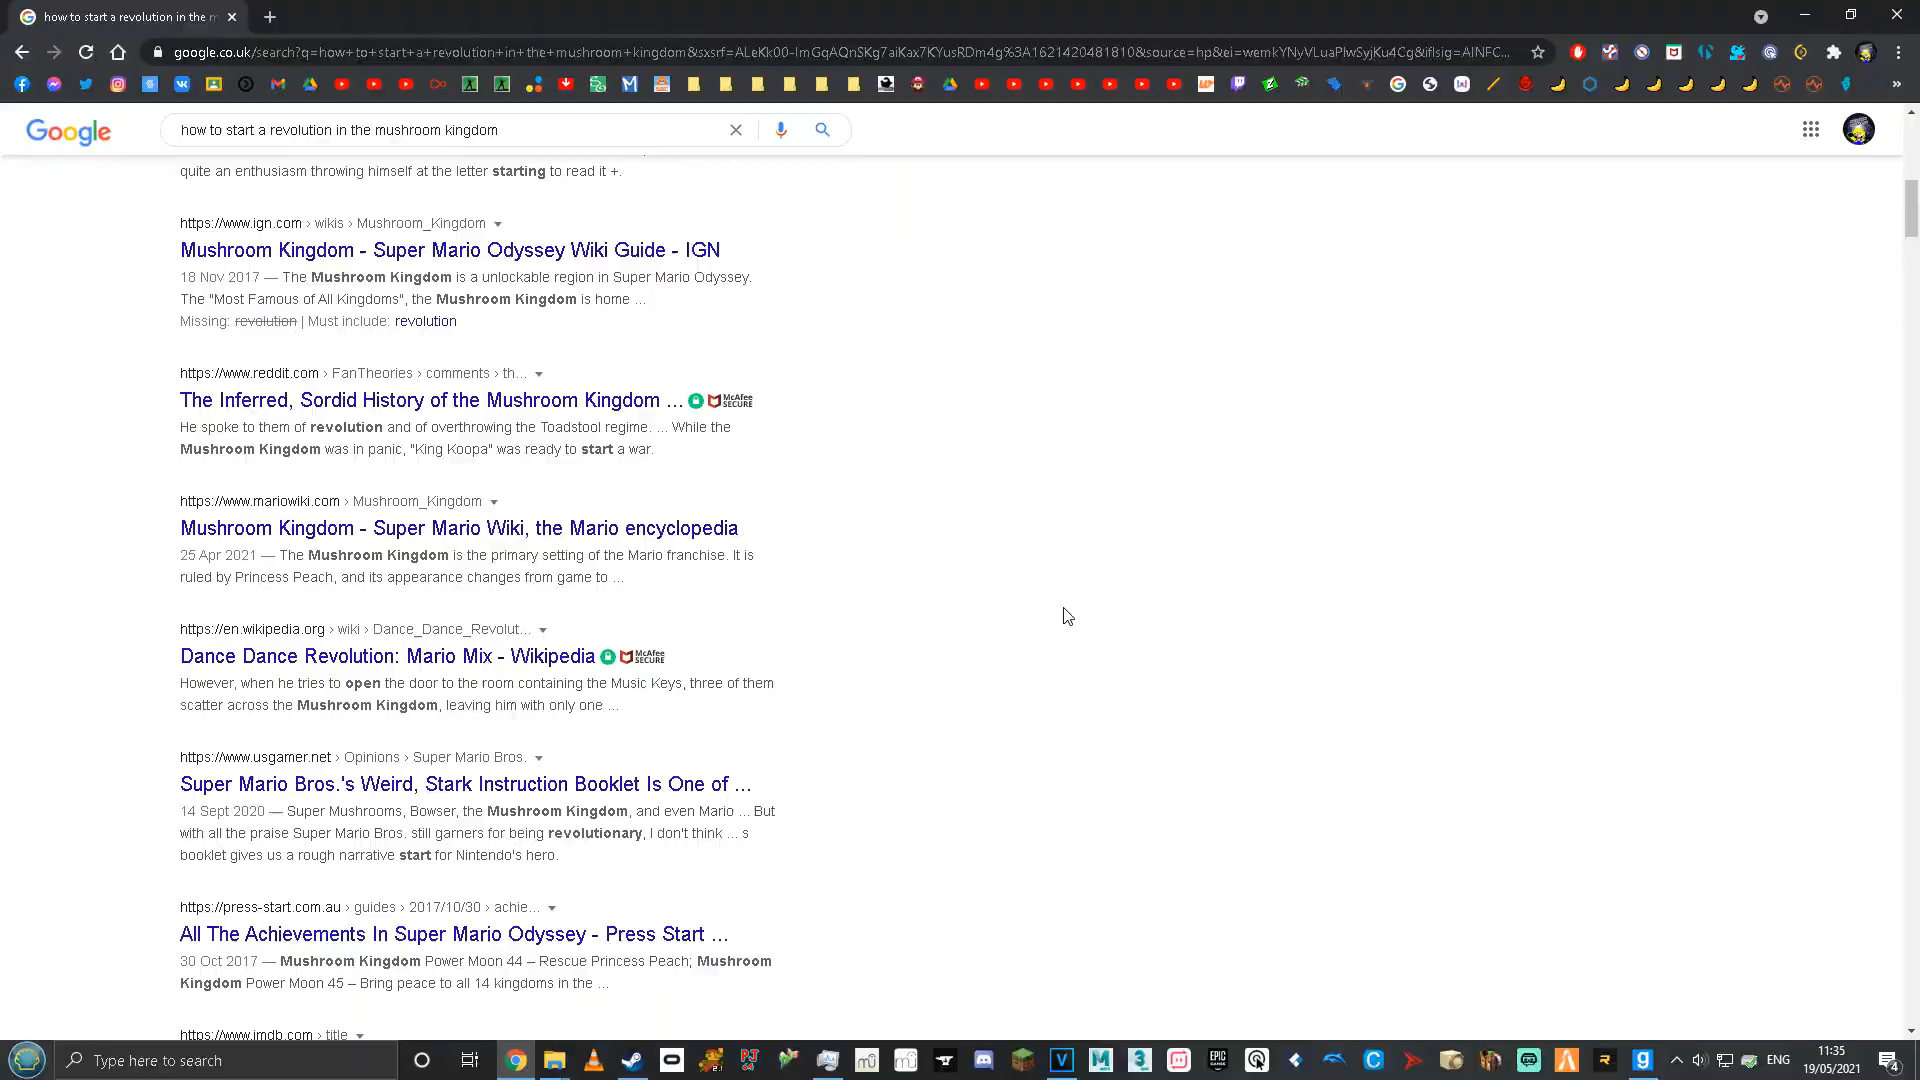 how to start a revolution in the m
google.co.uk/search?q=how+to+start+a+revolution+in+the+mushroom+kingdom&sxsrf=ALeKk00-ImGqAQnSKg7aiKax7KYusRDm4g%3A1621420481810&source=hp&ei=wemkYNyVLuaPlwSyjKu4Cg&iflsig=AINFC...
Google
how to start a revolution in the mushroom kingdom
quite an enthusiasm throwing himself at the letter starting to read it +.
https://www.ign.com › wikis › Mushroom_Kingdom
Mushroom Kingdom - Super Mario Odyssey Wiki Guide - IGN
18 Nov 2017 — The Mushroom Kingdom is a unlockable region in Super Mario Odyssey.
The "Most Famous of All Kingdoms", the Mushroom Kingdom is home ...
Missing: revolution | Must include: revolution
https://www.reddit.com › FanTheories › comments › th...
The Inferred, Sordid History of the Mushroom Kingdom ... McAfee SECURE
He spoke to them of revolution and of overthrowing the Toadstool regime. ... While the
Mushroom Kingdom was in panic, "King Koopa" was ready to start a war.
https://www.mariowiki.com › Mushroom_Kingdom
Mushroom Kingdom - Super Mario Wiki, the Mario encyclopedia
25 Apr 2021 — The Mushroom Kingdom is the primary setting of the Mario franchise. It is
ruled by Princess Peach, and its appearance changes from game to ...
https://en.wikipedia.org › wiki › Dance_Dance_Revolut...
Dance Dance Revolution: Mario Mix - Wikipedia McAfee SECURE
However, when he tries to open the door to the room containing the Music Keys, three of them
scatter across the Mushroom Kingdom, leaving him with only one ...
https://www.usgamer.net › Opinions › Super Mario Bros.
Super Mario Bros.'s Weird, Stark Instruction Booklet Is One of ...
14 Sept 2020 — Super Mushrooms, Bowser, the Mushroom Kingdom, and even Mario ... But
with all the praise Super Mario Bros. still garners for being revolutionary, I don't think ... s
booklet gives us a rough narrative start for Nintendo's hero.
https://press-start.com.au › guides › 2017/10/30 › achie...
All The Achievements In Super Mario Odyssey - Press Start ...
30 Oct 2017 — Mushroom Kingdom Power Moon 44 – Rescue Princess Peach; Mushroom
Kingdom Power Moon 45 – Bring peace to all 14 kingdoms in the ...
https://www.imdb.com › title
Type here to search
ENG
11:35
19/05/2021
4